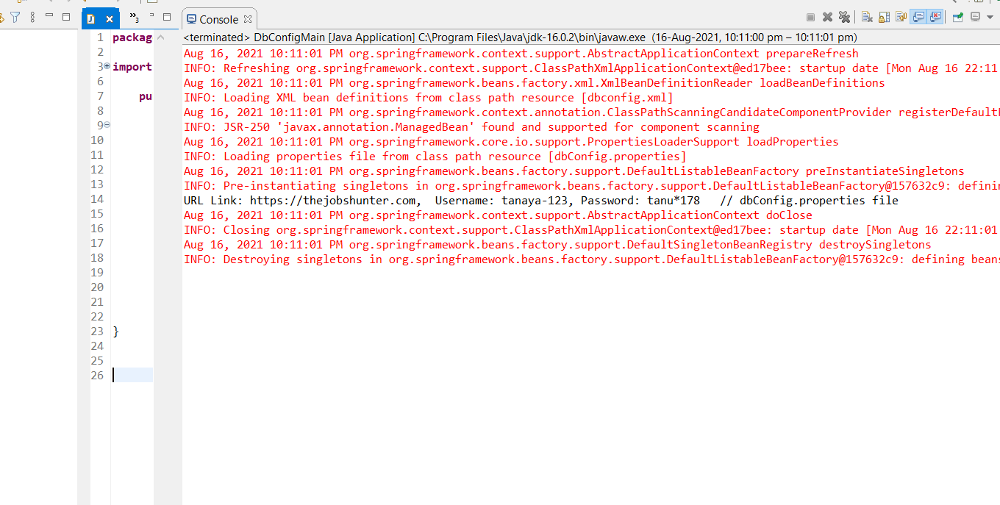 Console
<terminated> DbConfigMain [Java Application] C:\Program Files\Java\jdk-16.0.2\bin\javaw.exe (16-Aug-2021, 10:11:00 pm – 10:11:01 pm)
3
1 packag
2
3 import
6
7 pu
8
9
10
11
12
13
14
15
16
17
18
19
20
21
22
23 }
24
25
26
Aug 16, 2021 10:11:01 PM org.springframework.context.support.AbstractApplicationContext prepareRefresh
INFO: Refreshing org.springframework.context.support.ClassPathXmlApplicationContext@ed17bee: startup date [Mon Aug 16 22:11
Aug 16, 2021 10:11:01 PM org.springframework.beans.factory.xml.XmlBeanDefinitionReader loadBeanDefinitions
INFO: Loading XML bean definitions from class path resource [dbconfig.xml]
Aug 16, 2021 10:11:01 PM org.springframework.context.annotation.ClassPathScanningCandidateComponentProvider registerDefault
INFO: JSR-250 'javax.annotation.ManagedBean' found and supported for component scanning
Aug 16, 2021 10:11:01 PM org.springframework.core.io.support.PropertiesLoaderSupport loadProperties
INFO: Loading properties file from class path resource [dbConfig.properties]
Aug 16, 2021 10:11:01 PM org.springframework.beans.factory.support.DefaultListableBeanFactory preInstantiateSingletons
INFO: Pre-instantiating singletons in org.springframework.beans.factory.support.DefaultListableBeanFactory@157632c9: defini
URL Link: https://thejobshunter.com,  Username: tanaya-123, Password: tanu*178   // dbConfig.properties file
Aug 16, 2021 10:11:01 PM org.springframework.context.support.AbstractApplicationContext doClose
INFO: Closing org.springframework.context.support.ClassPathXmlApplicationContext@ed17bee: startup date [Mon Aug 16 22:11:01
Aug 16, 2021 10:11:01 PM org.springframework.beans.factory.support.DefaultSingletonBeanRegistry destroySingletons
INFO: Destroying singletons in org.springframework.beans.factory.support.DefaultListableBeanFactory@157632c9: defining bean